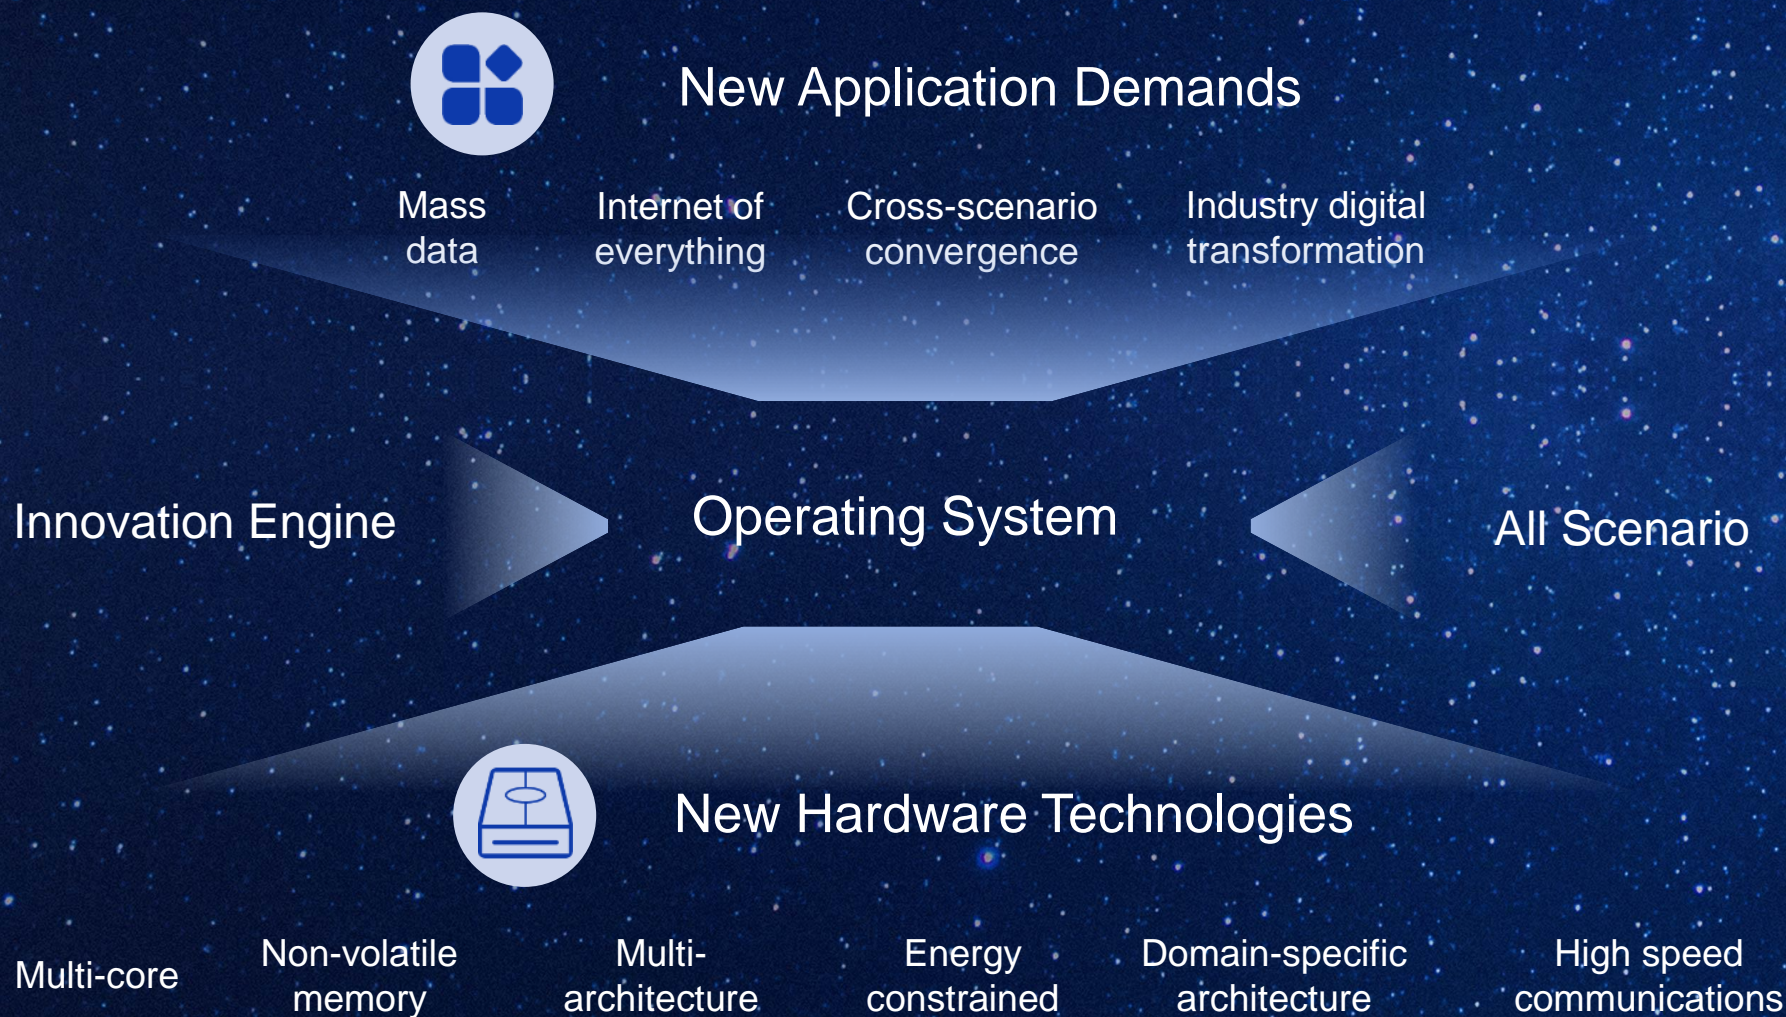 New Application Demands
Mass
data
Internet of
everything
Cross-scenario
convergence
Industry digital
transformation
Innovation Engine
Operating System
All Scenario
New Hardware Technologies
Multi-core
Non-volatile
memory
Multi-
architecture
Energy
constrained
Domain-specific
architecture
High speed
communications